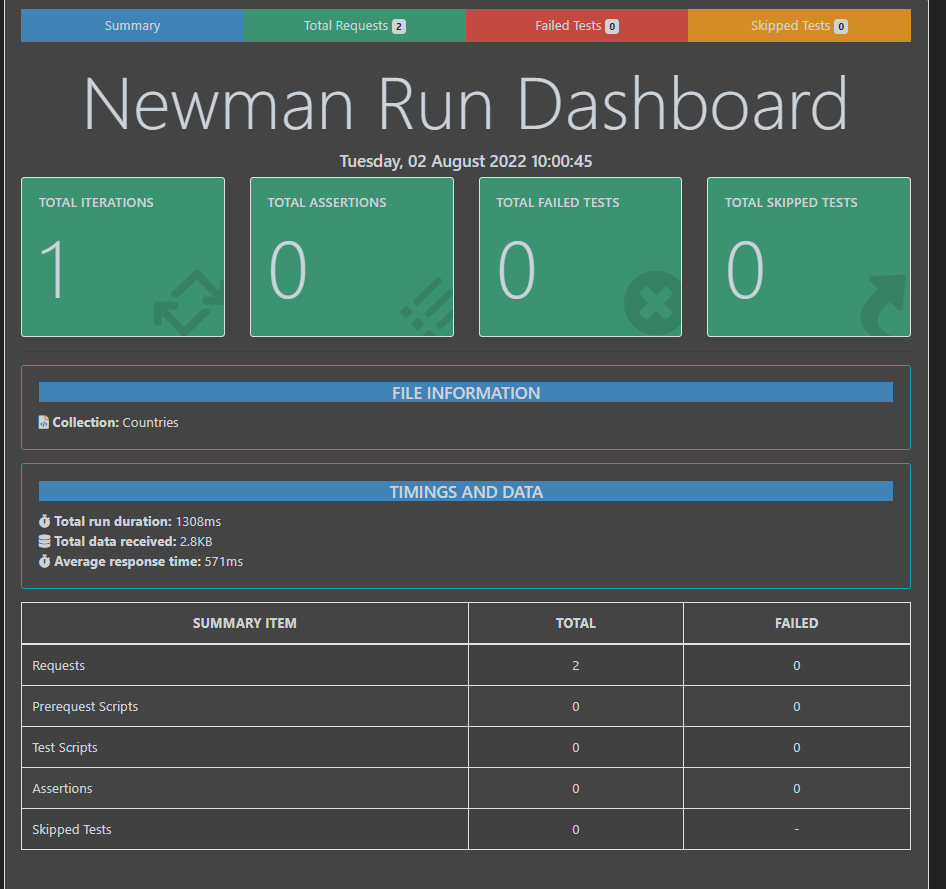 Summary Total Requests 2 Failed Tests 0 Skipped Tests 0
Newman Run Dashboard
Tuesday, 02 August 2022 10:00:45
TOTAL ITERATIONS TOTAL ASSERTIONS TOTAL FAILED TESTS TOTAL SKIPPED TESTS
1 0 0 0
FILE INFORMATION
Collection: Countries
TIMINGS AND DATA
Total run duration: 1308ms
Total data received: 2.8KB
Average response time: 571ms
SUMMARY ITEM TOTAL FAILED
Requests 2 0
Prerequest Scripts 0 0
Test Scripts 0 0
Assertions 0 0
Skipped Tests 0 -